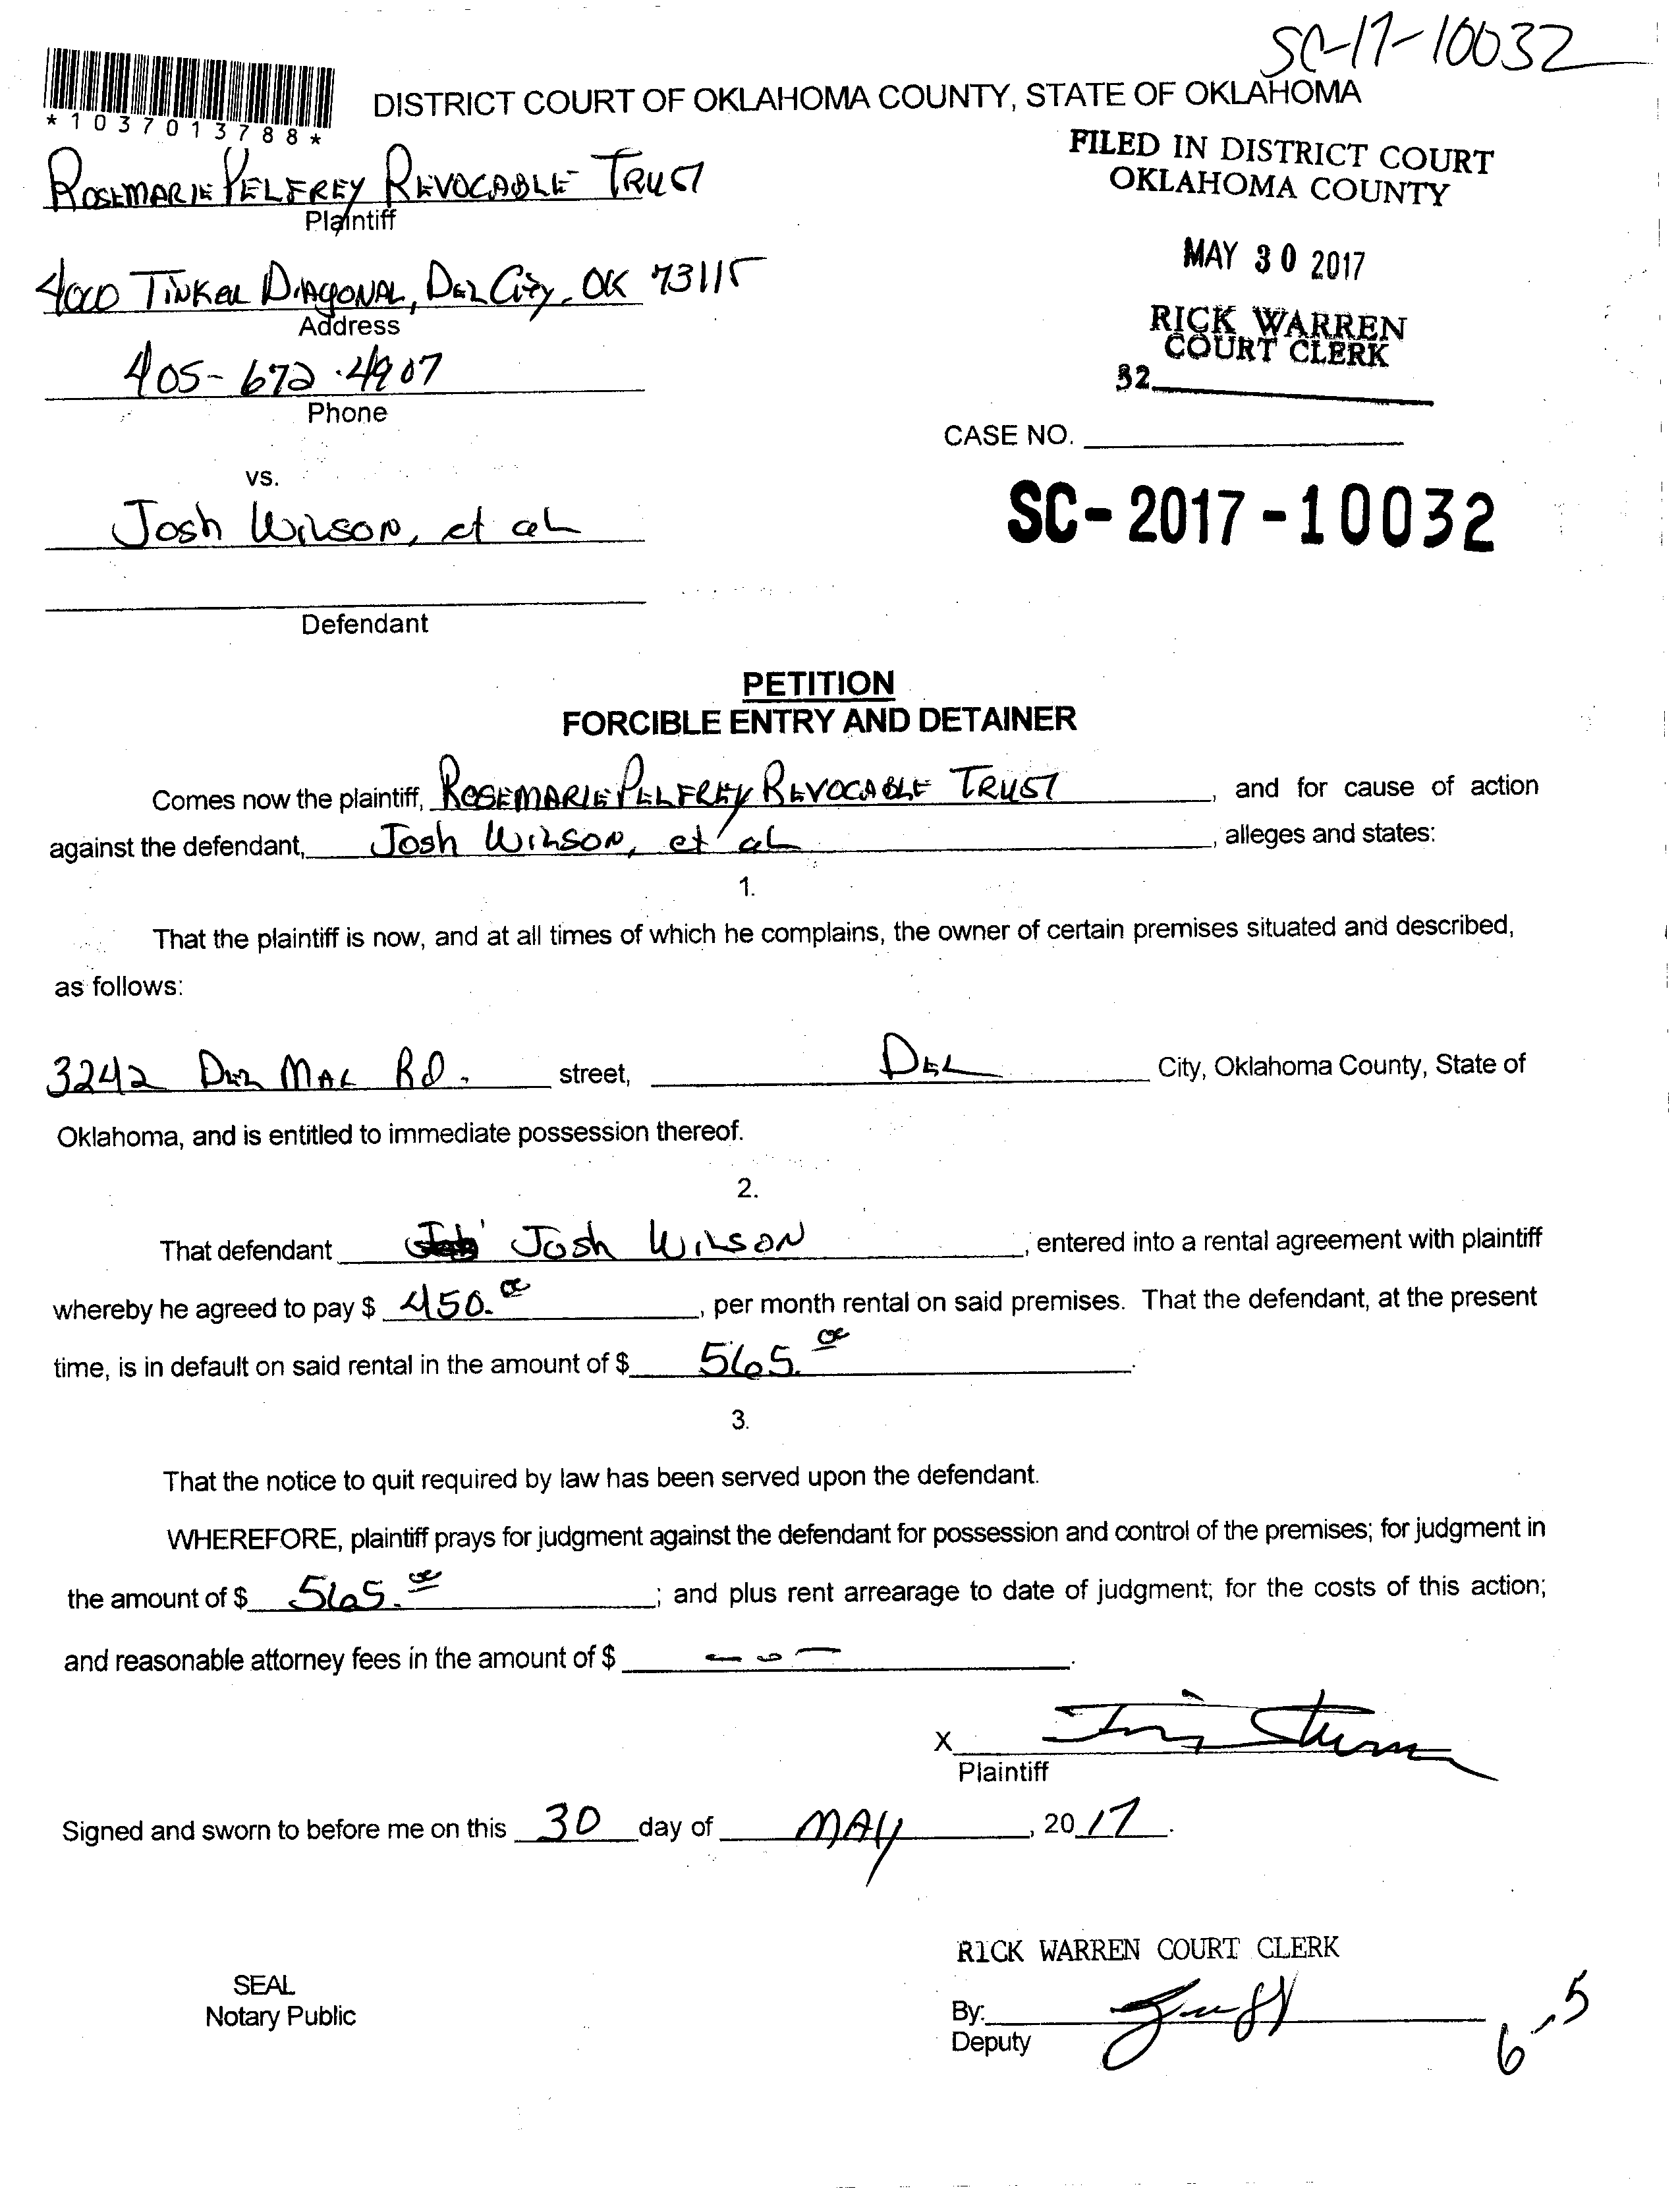 SC-17-10032
*1037013788*
DISTRICT COURT OF OKLAHOMA COUNTY, STATE OF OKLAHOMA
FILED IN DISTRICT COURT
OKLAHOMA COUNTY
ROSEMARIE PELFREY REVOCABLE TRUST
Plaintiff
MAY 30 2017
4000 TINKER DIAGONAL, DEL CITY, OK 73115
Address
RICK WARREN
COURT CLERK
32
405-672-4907
Phone
CASE NO.
vs.
SC-2017-10032
Josh WILSON, et al
Defendant
PETITION
FORCIBLE ENTRY AND DETAINER
Comes now the plaintiff, ROSEMARIE PELFREY REVOCABLE TRUST, and for cause of action
against the defendant, Josh WILSON, et al, alleges and states:
1.
That the plaintiff is now, and at all times of which he complains, the owner of certain premises situated and described,
as follows:
3242 DEL MAR RD. street, DEL City, Oklahoma County, State of
Oklahoma, and is entitled to immediate possession thereof.
2.
That defendant Josh WILSON, entered into a rental agreement with plaintiff
whereby he agreed to pay $ 450.00, per month rental on said premises. That the defendant, at the present
time, is in default on said rental in the amount of $ 565.00.
3.
That the notice to quit required by law has been served upon the defendant.
WHEREFORE, plaintiff prays for judgment against the defendant for possession and control of the premises; for judgment in
the amount of $ 565.00; and plus rent arrearage to date of judgment; for the costs of this action;
and reasonable attorney fees in the amount of $ - 0 -.
X
Plaintiff
Signed and sworn to before me on this 30 day of MAY, 2017.
RICK WARREN COURT CLERK
SEAL
Notary Public
By:
Deputy
6-5